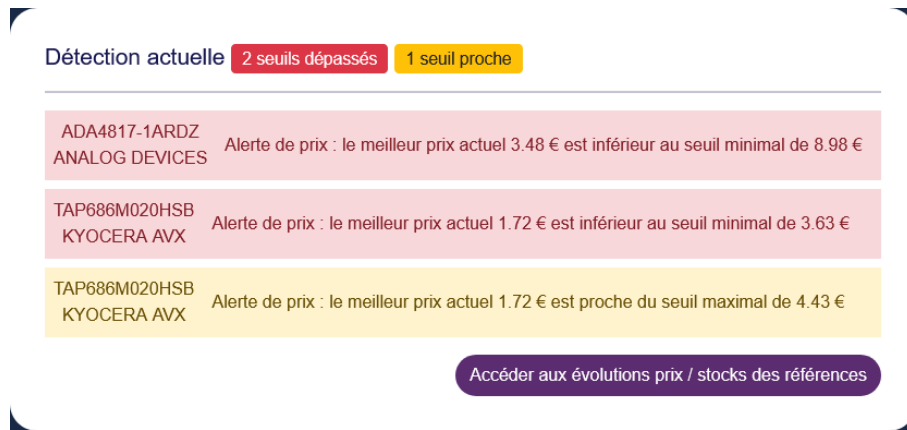 Détection actuelle 2 seuils dépassés 1 seuil proche
ADA4817-1ARDZ
ANALOG DEVICES
Alerte de prix : le meilleur prix actuel 3.48 € est inférieur au seuil minimal de 8.98 €
TAP686M020HSB
KYOCERA AVX
Alerte de prix : le meilleur prix actuel 1.72 € est inférieur au seuil minimal de 3.63 €
TAP686M020HSB
KYOCERA AVX
Alerte de prix : le meilleur prix actuel 1.72 € est proche du seuil maximal de 4.43 €
Accéder aux évolutions prix / stocks des références